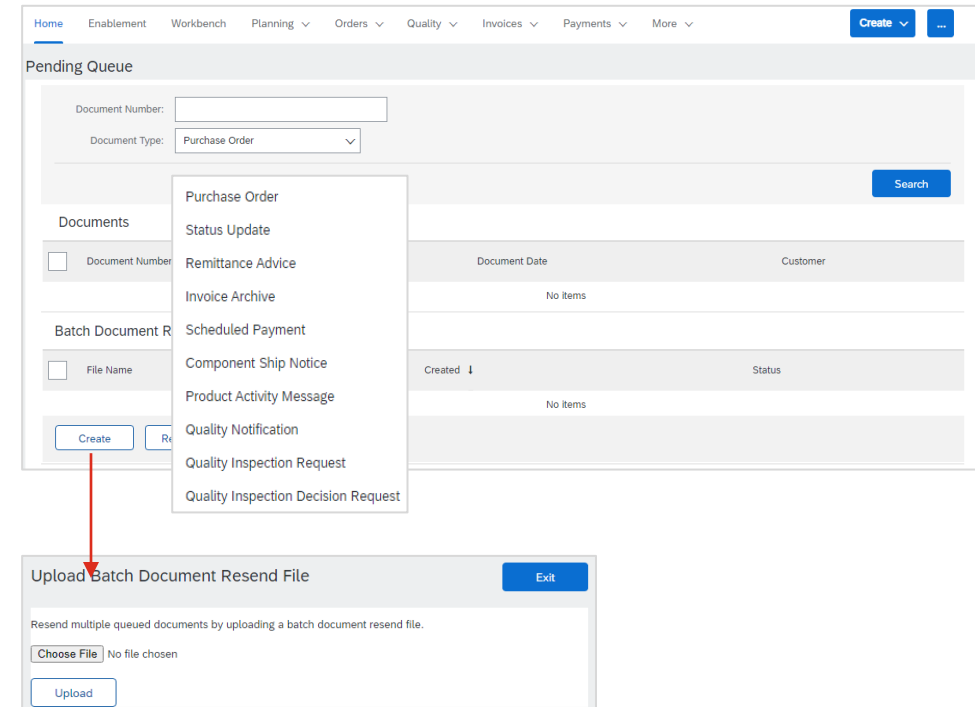 Home Enablement Workbench Planning Orders Quality Invoices Payments More Create ...
Pending Queue
Document Number:
Document Type: Purchase Order
Search
Purchase Order
Status Update
Remittance Advice
Invoice Archive
Scheduled Payment
Component Ship Notice
Product Activity Message
Quality Notification
Quality Inspection Request
Quality Inspection Decision Request
Documents
Document Number Document Date Customer
No items
Batch Document R
File Name Created ↓ Status
No items
Create Re
Upload Batch Document Resend File Exit
Resend multiple queued documents by uploading a batch document resend file.
Choose File No file chosen
Upload